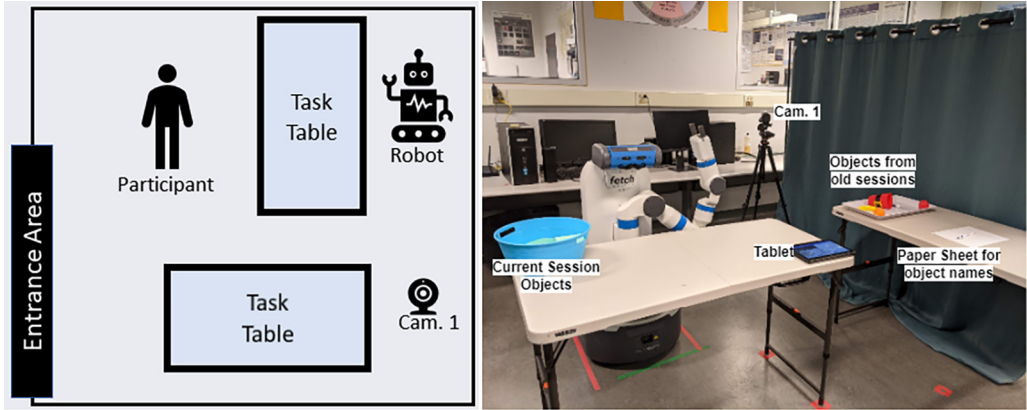 Entrance Area
Participant
Task
Table
Robot
Task
Table
Cam. 1
fetch
Cam. 1
Objects from
old sessions
Current Session
Objects
Tablet
Paper Sheet for
object names